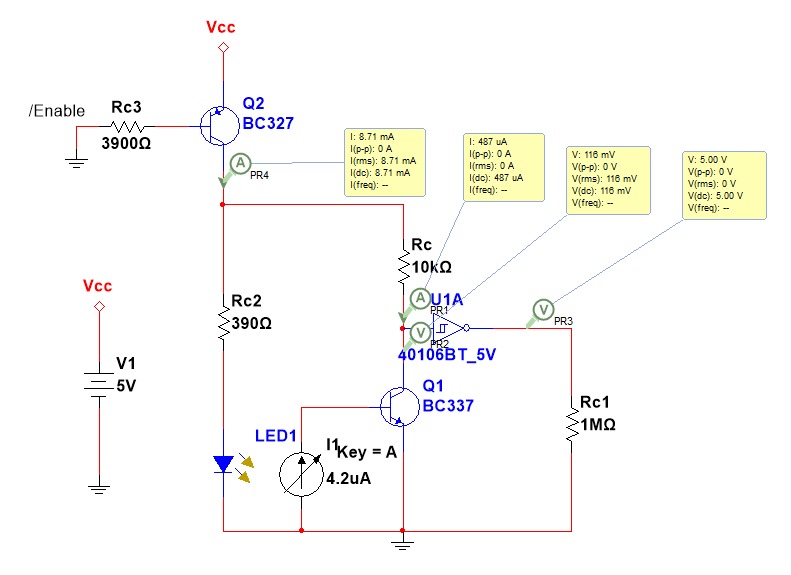 Vcc
/Enable
Rc3
3900Ω
Q2
BC327
PR4
I: 8.71 mA
I(p-p): 0 A
I(rms): 8.71 mA
I(dc): 8.71 mA
I(freq): --
I: 487 uA
I(p-p): 0 A
I(rms): 0 A
I(dc): 487 uA
I(freq): --
V: 116 mV
V(p-p): 0 V
V(rms): 116 mV
V(dc): 116 mV
V(freq): --
V: 5.00 V
V(p-p): 0 V
V(rms): 0 V
V(dc): 5.00 V
V(freq): --
A
Rc
10kΩ
Vcc
V1
5V
Rc2
390Ω
A
U1A
PR1
V
PR2
40106BT_5V
V
PR3
Q1
BC337
Rc1
1MΩ
LED1
I1
Key = A
4.2uA